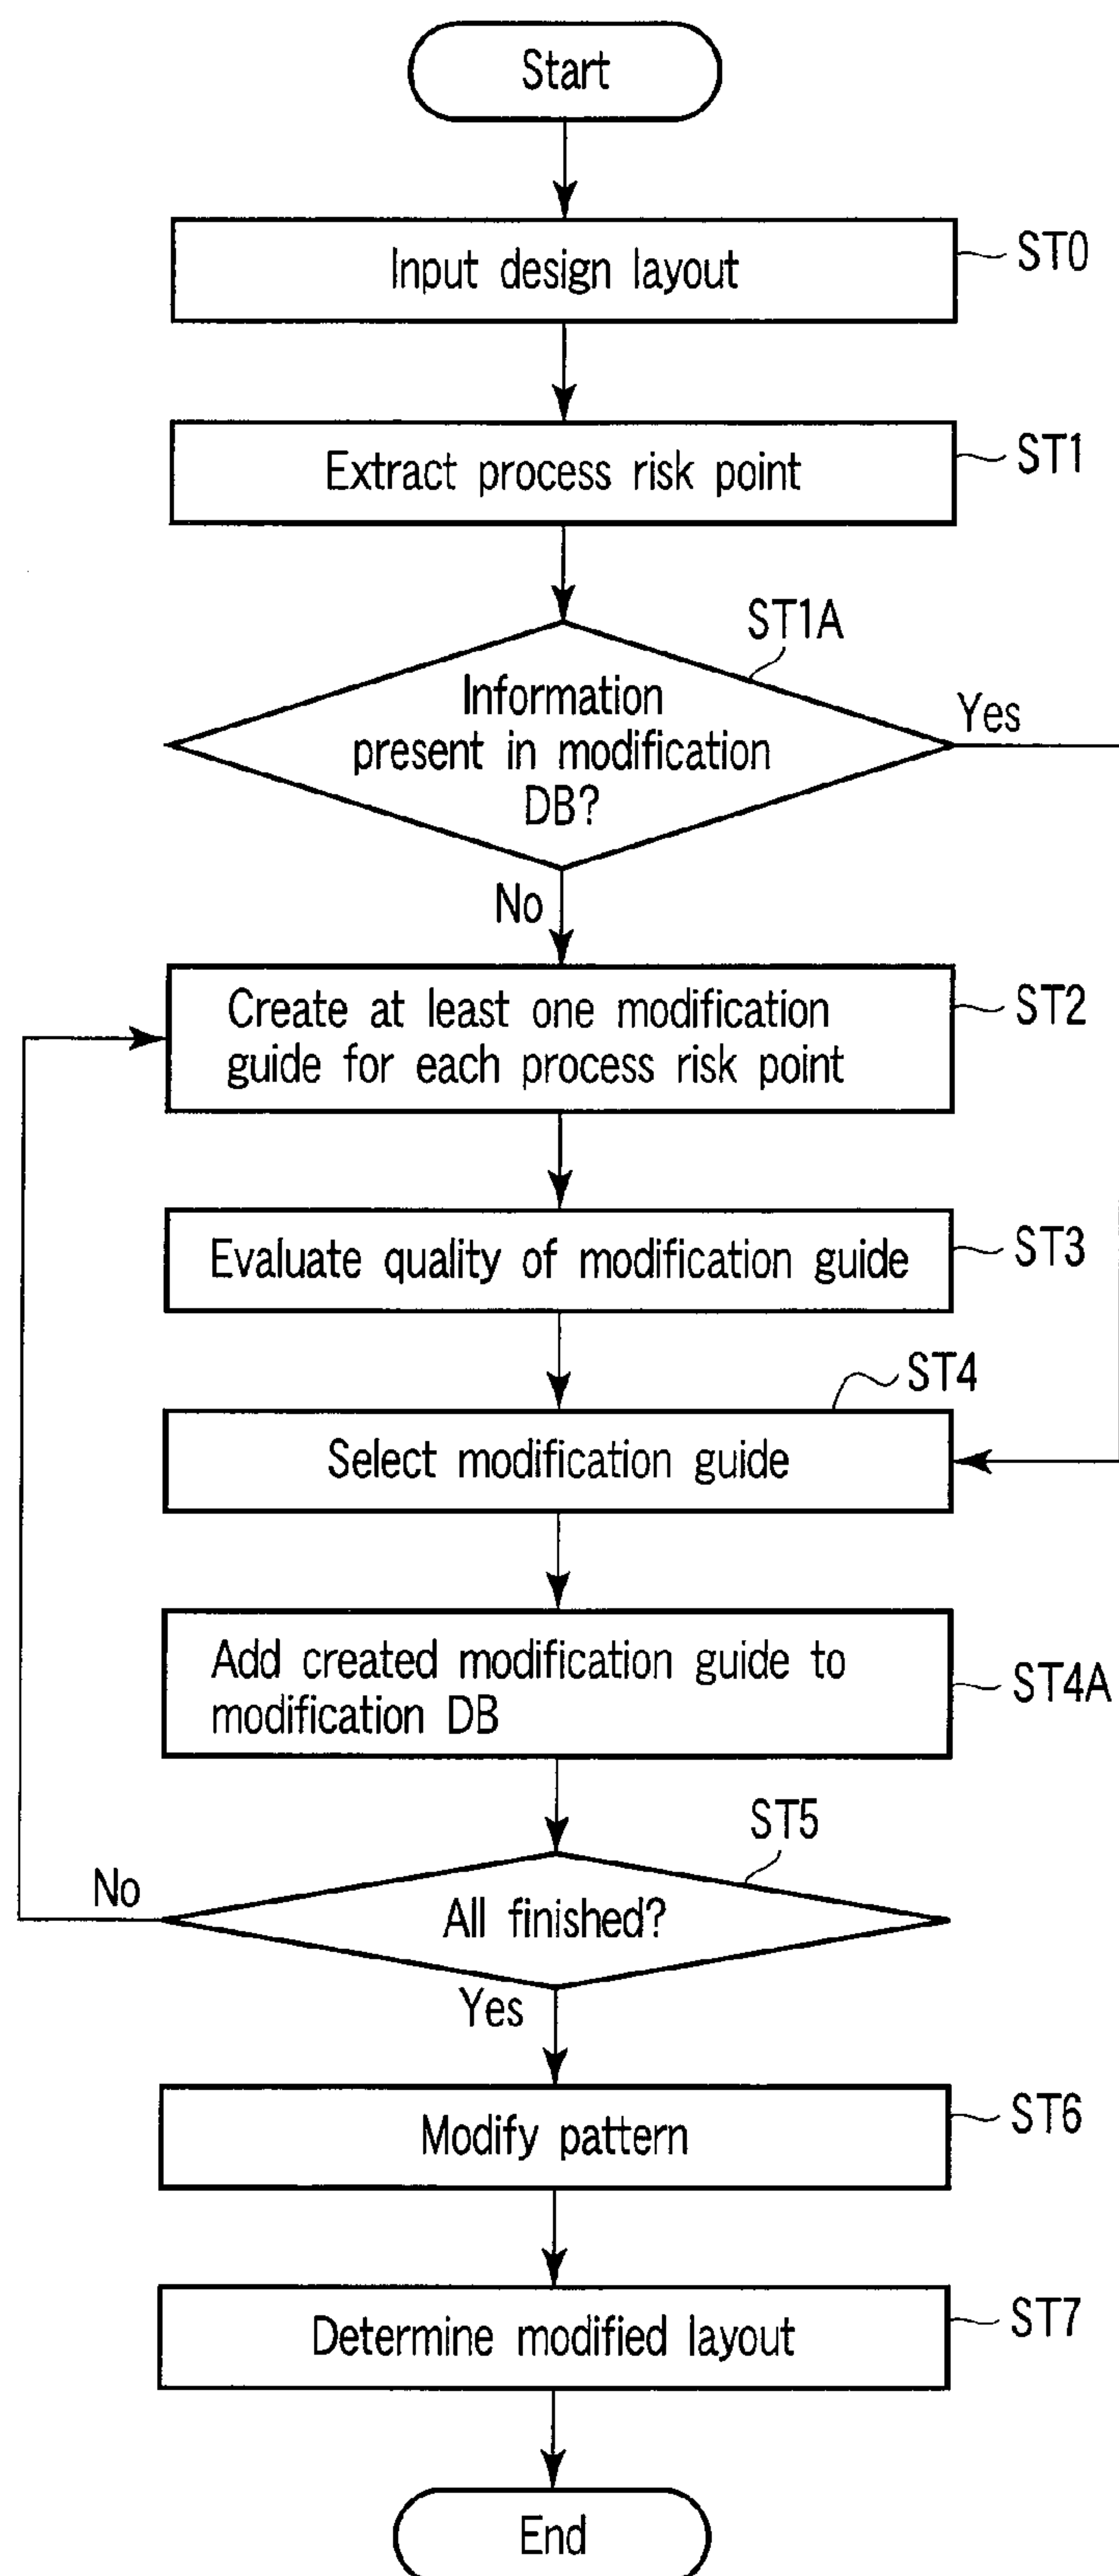 Start
Input design layout
ST0
Extract process risk point
ST1
ST1A
Information
present in modification
DB?
Yes
No
Create at least one modification
guide for each process risk point
ST2
Evaluate quality of modification guide
ST3
ST4
Select modification guide
Add created modification guide to
modification DB
ST4A
ST5
No
All finished?
Yes
Modify pattern
ST6
Determine modified layout
ST7
End